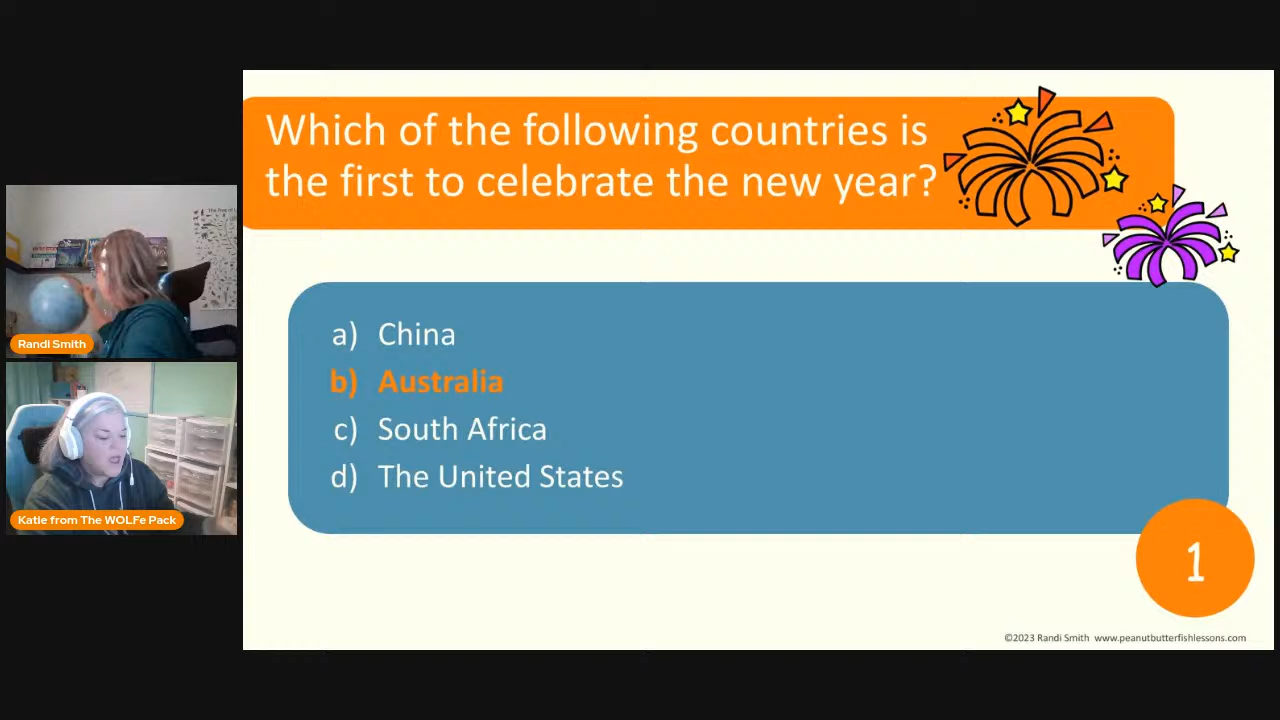 Which of the following countries is
the first to celebrate the new year?
a) China
b) Australia
c) South Africa
d) The United States
1
©2023 Randi Smith www.peanutbutterfishlessons.com
Randi Smith
Katie from The WOLFe Pack